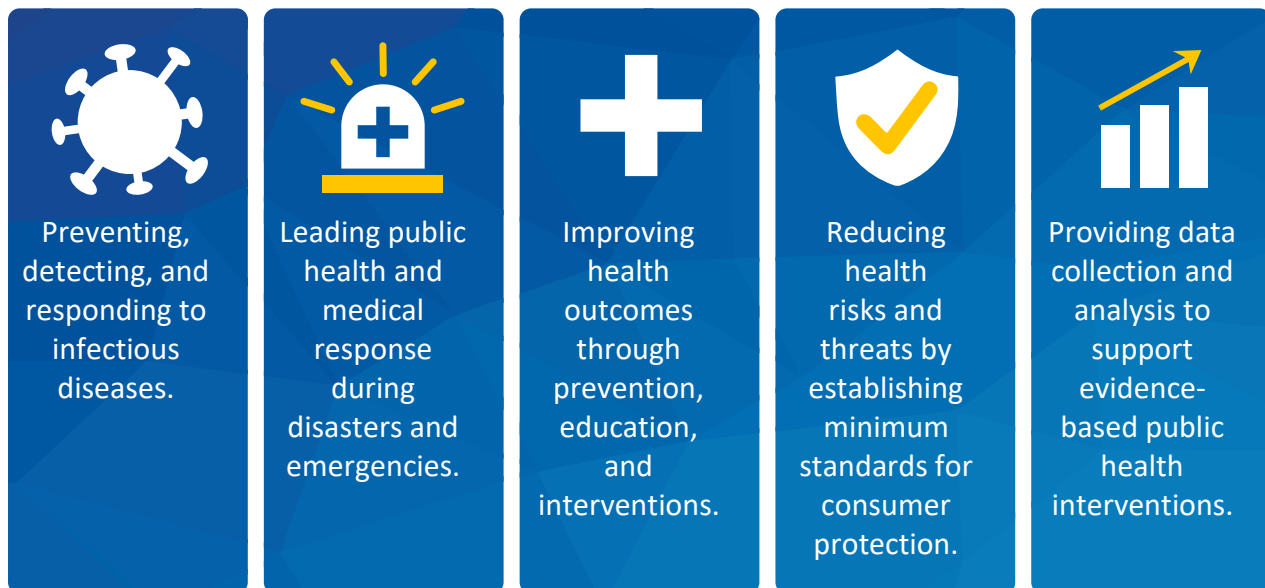 Preventing,
detecting, and
responding to
infectious
diseases.
Leading public
health and
medical
response
during
disasters and
emergencies.
Improving
health
outcomes
through
prevention,
education,
and
interventions.
Reducing
health
risks and
threats by
establishing
minimum
standards for
consumer
protection.
Providing data
collection and
analysis to
support
evidence-
based public
health
interventions.